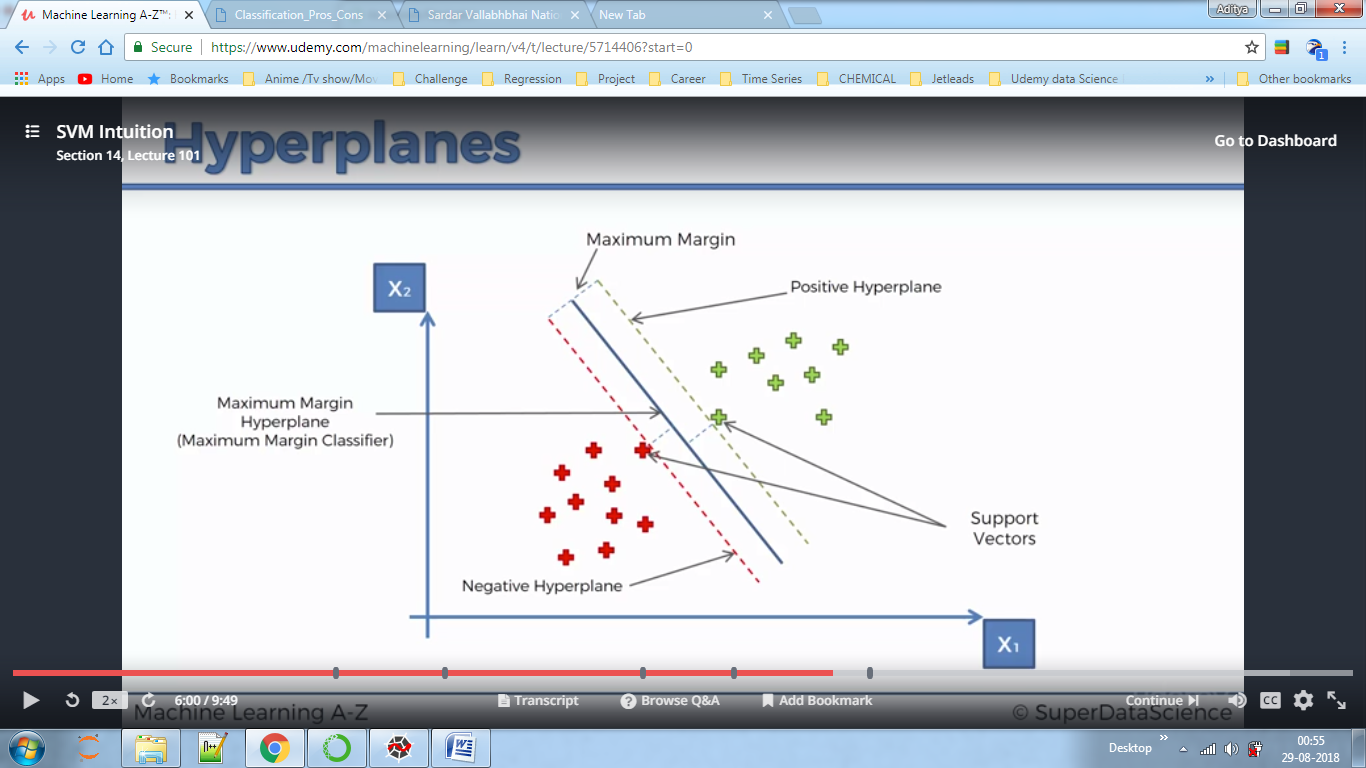 Aditya
Machine Learning A-Z™:
Classification_Pros_Cons
Sardar Vallabhbhai Natio
New Tab
Secure
https://www.udemy.com/machinelearning/learn/v4/t/lecture/5714406?start=0
1
Apps
Home
Bookmarks
Anime /Tv show/Mov
Challenge
Regression
Project
Career
Time Series
CHEMICAL
Jetleads
Udemy data Science
»
Other bookmarks
SVM Intuition
Section 14, Lecture 101
Hyperplanes
Go to Dashboard
Maximum Margin
X2
Positive Hyperplane
Maximum Margin
Hyperplane
(Maximum Margin Classifier)
Support
Vectors
Negative Hyperplane
X1
2x
6:00 / 9:49
Transcript
Browse Q&A
Add Bookmark
Continue
CC
Machine Learning A-Z
© SuperDataScience
Desktop
»
00:55
29-08-2018